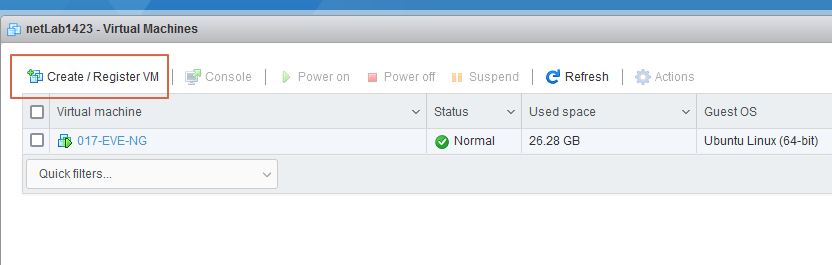 netLab1423 - Virtual Machines
Create / Register VM Console Power on Power off Suspend Refresh Actions
Virtual machine Status Used space Guest OS
017-EVE-NG Normal 26.28 GB Ubuntu Linux (64-bit)
Quick filters...